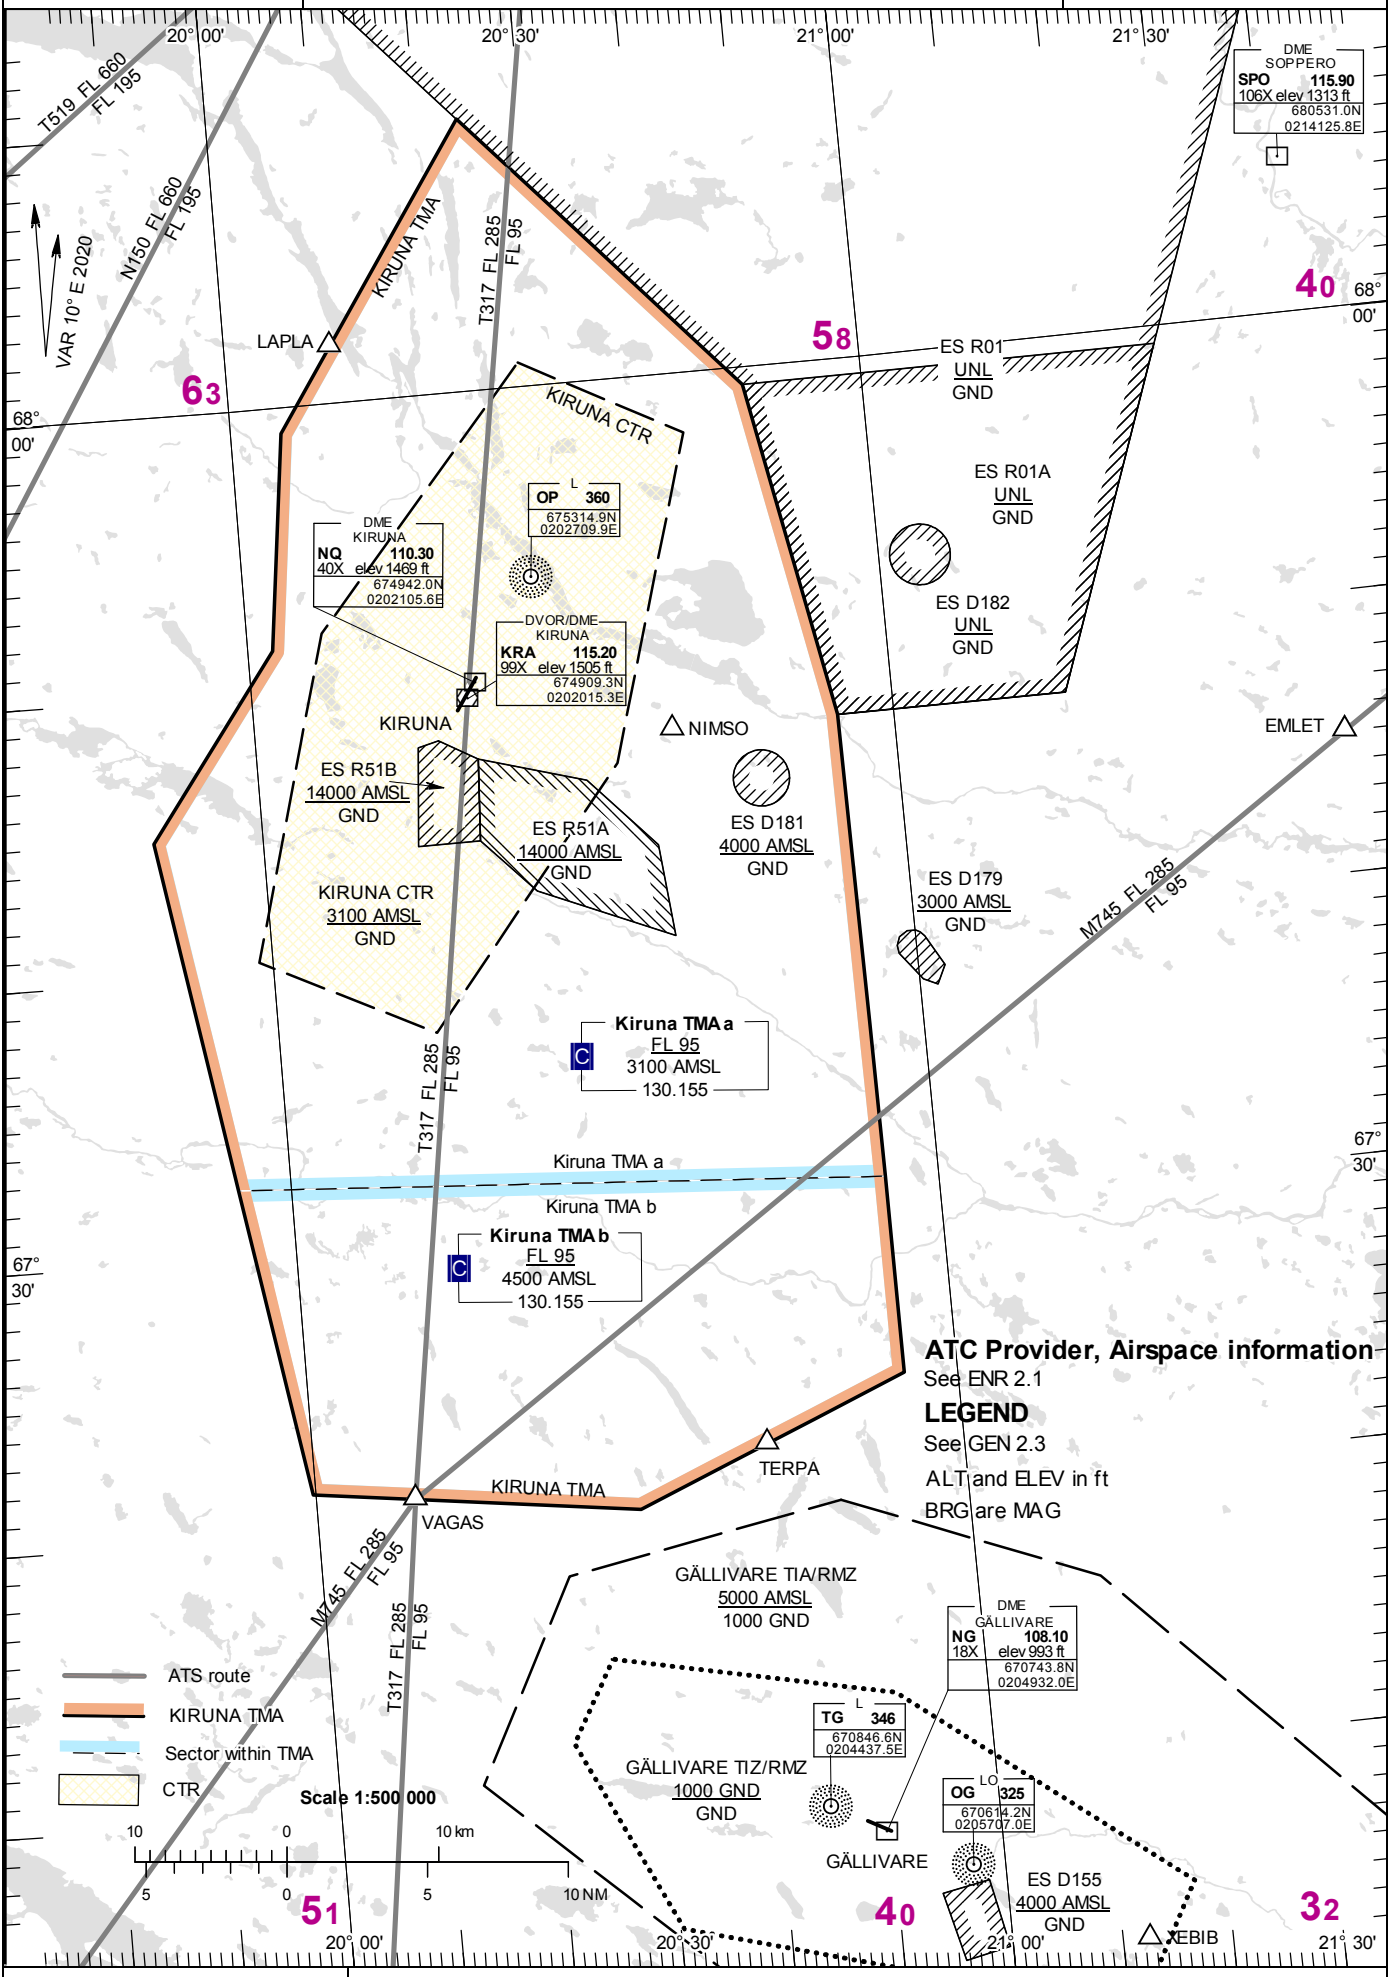 20° 00'
20° 30'
21° 00'
21° 30'
DME
SOPPERO
SPO 115.90
106X elev 1313 ft
680531.0N
0214125.8E
T519 FL 660
FL 195
N150 FL 660
FL 195
VAR 10° E 2020
KIRUNA TMA
T317 FL 285
FL 95
40
68°
00'
58
LAPLA
63
68°
00'
ES R01
UNL
GND
KIRUNA CTR
ES R01A
UNL
GND
L
OP 360
675314.9N
0202709.9E
DME
KIRUNA
NQ 110.30
40X elev 1469 ft
674942.0N
0202105.6E
ES D182
UNL
GND
DVOR/DME
KIRUNA
KRA 115.20
99X elev 1505 ft
674909.3N
0202015.3E
KIRUNA
NIMSO
EMLET
ES R51B
14000 AMSL
GND
ES R51A
14000 AMSL
GND
ES D181
4000 AMSL
GND
KIRUNA CTR
3100 AMSL
GND
ES D179
3000 AMSL
GND
M745 FL 285
FL 95
Kiruna TMA a
C
FL 95
3100 AMSL
130.155
T317 FL 285
FL 95
67°
30'
Kiruna TMA a
Kiruna TMA b
Kiruna TMA b
C
FL 95
4500 AMSL
130.155
67°
30'
ATC Provider, Airspace information
See ENR 2.1
LEGEND
See GEN 2.3
ALT and ELEV in ft
BRG are MAG
TERPA
KIRUNA TMA
VAGAS
M745 FL 285
FL 95
T317 FL 285
FL 95
GÄLLIVARE TIA/RMZ
5000 AMSL
1000 GND
DME
GÄLLIVARE
NG 108.10
18X elev 993 ft
670743.8N
0204932.0E
ATS route
KIRUNA TMA
Sector within TMA
CTR
L
TG 346
670846.6N
0204437.5E
GÄLLIVARE TIZ/RMZ
1000 GND
GND
LO
OG 325
670614.2N
0205707.0E
Scale 1:500 000
10 0 10 km
5 0 5 10 NM
GÄLLIVARE
ES D155
4000 AMSL
GND
51
40
32
XEBIB
20° 00'
20° 30'
21° 00'
21° 30'